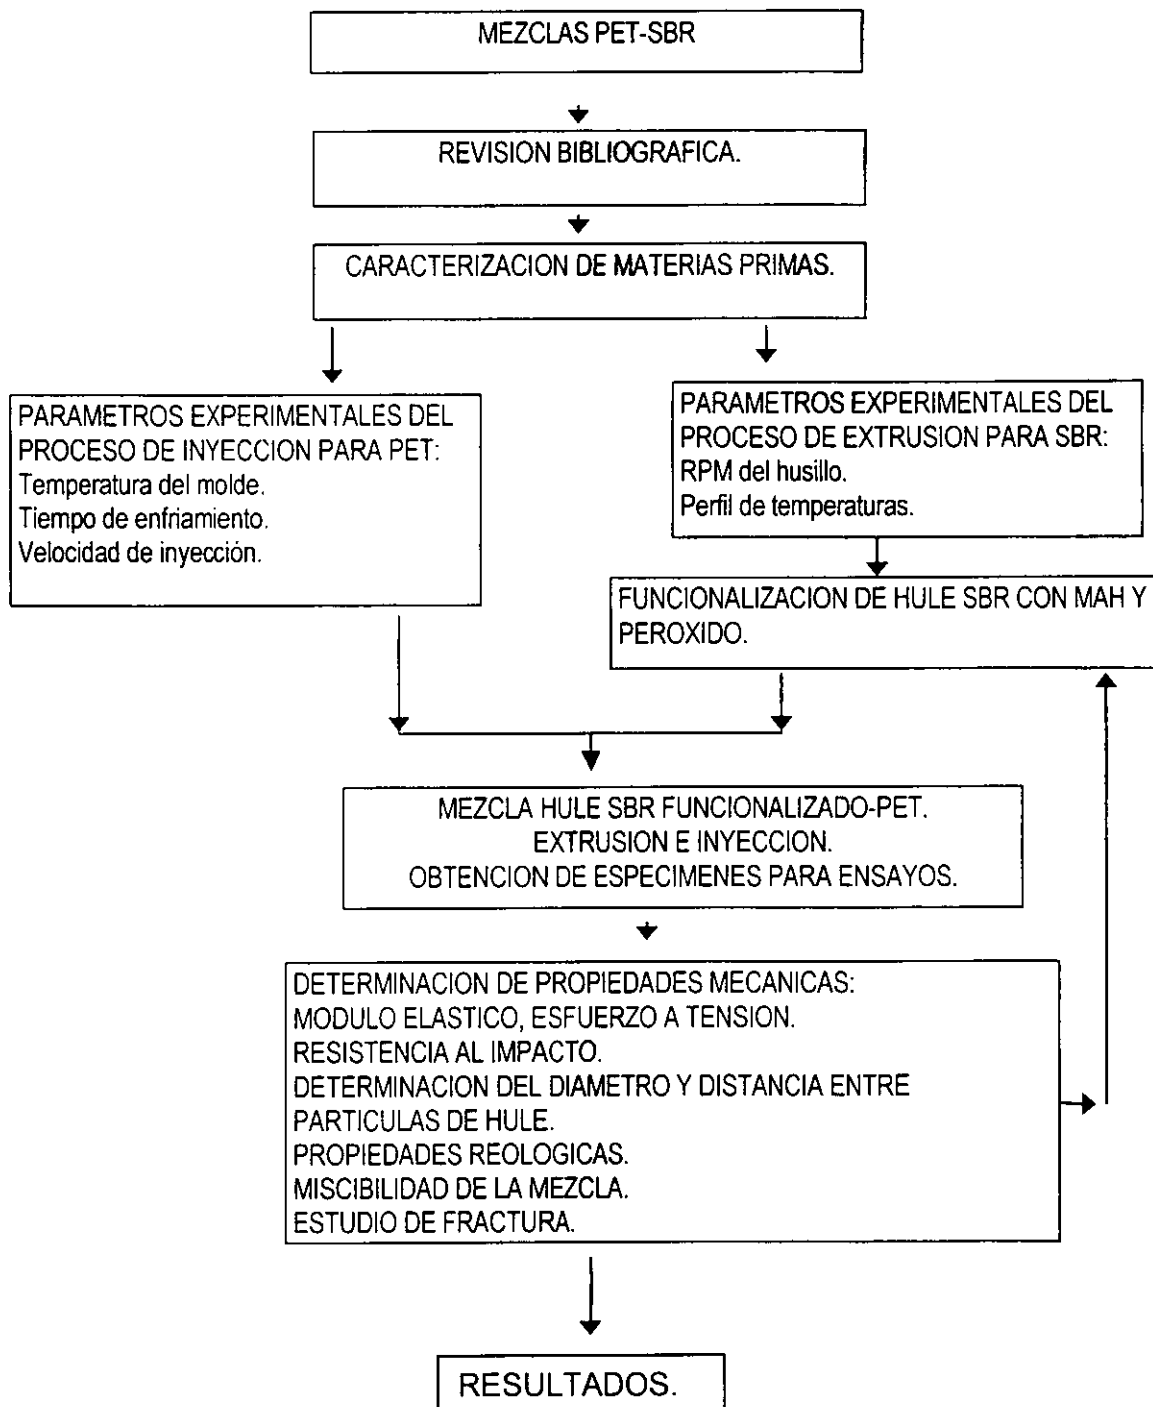 MEZCLAS PET-SBR
REVISION BIBLIOGRAFICA.
CARACTERIZACION DE MATERIAS PRIMAS.
PARAMETROS EXPERIMENTALES DEL
PROCESO DE INYECCION PARA PET:
Temperatura del molde.
Tiempo de enfriamiento.
Velocidad de inyección.
PARAMETROS EXPERIMENTALES DEL
PROCESO DE EXTRUSION PARA SBR:
RPM del husillo.
Perfil de temperaturas.
FUNCIONALIZACION DE HULE SBR CON MAH Y
PEROXIDO.
MEZCLA HULE SBR FUNCIONALIZADO-PET.
EXTRUSION E INYECCION.
OBTENCION DE ESPECIMENES PARA ENSAYOS.
DETERMINACION DE PROPIEDADES MECANICAS:
MODULO ELASTICO, ESFUERZO A TENSION.
RESISTENCIA AL IMPACTO.
DETERMINACION DEL DIAMETRO Y DISTANCIA ENTRE
PARTICULAS DE HULE.
PROPIEDADES REOLOGICAS.
MISCIBILIDAD DE LA MEZCLA.
ESTUDIO DE FRACTURA.
RESULTADOS.